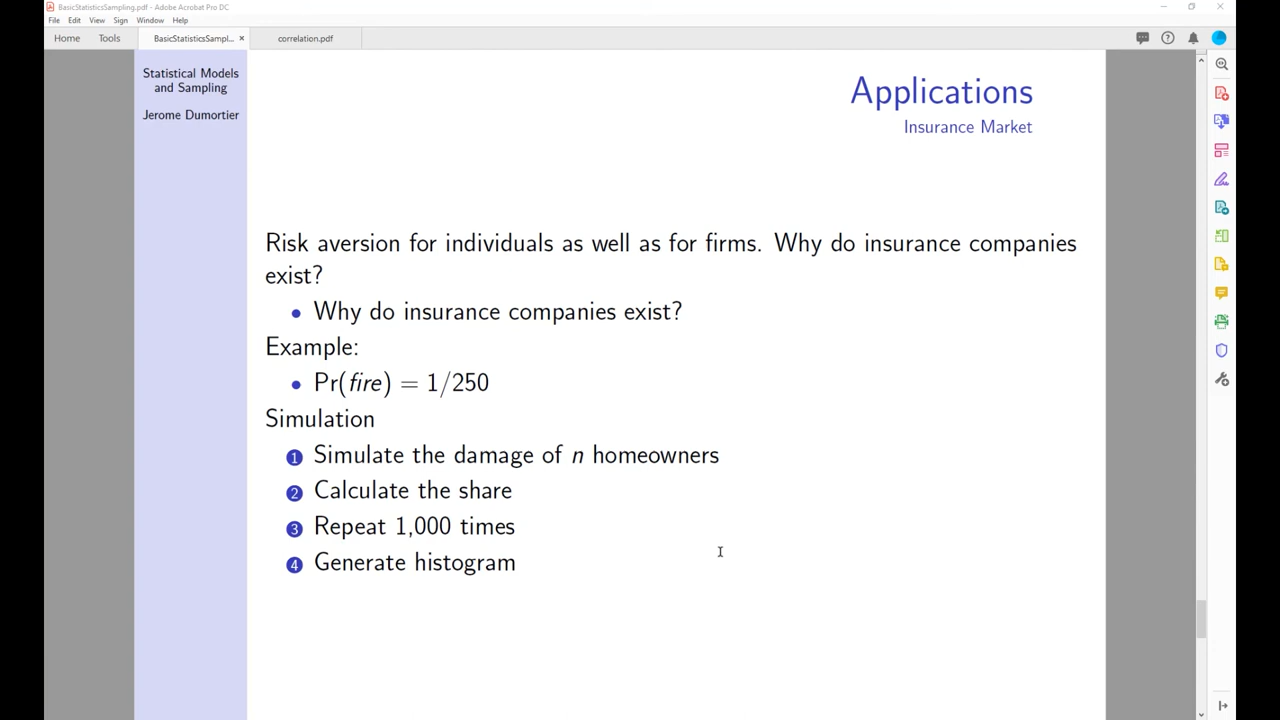 BasicStatisticsSampling.pdf - Adobe Acrobat Pro DC
File Edit View Sign Window Help
Home Tools BasicStatisticsSampl... × correlation.pdf
Statistical Models
and Sampling
Jerome Dumortier
Applications
Insurance Market
Risk aversion for individuals as well as for firms. Why do insurance companies
exist?
• Why do insurance companies exist?
Example:
• Pr(fire) = 1/250
Simulation
1 Simulate the damage of n homeowners
2 Calculate the share
3 Repeat 1,000 times
4 Generate histogram